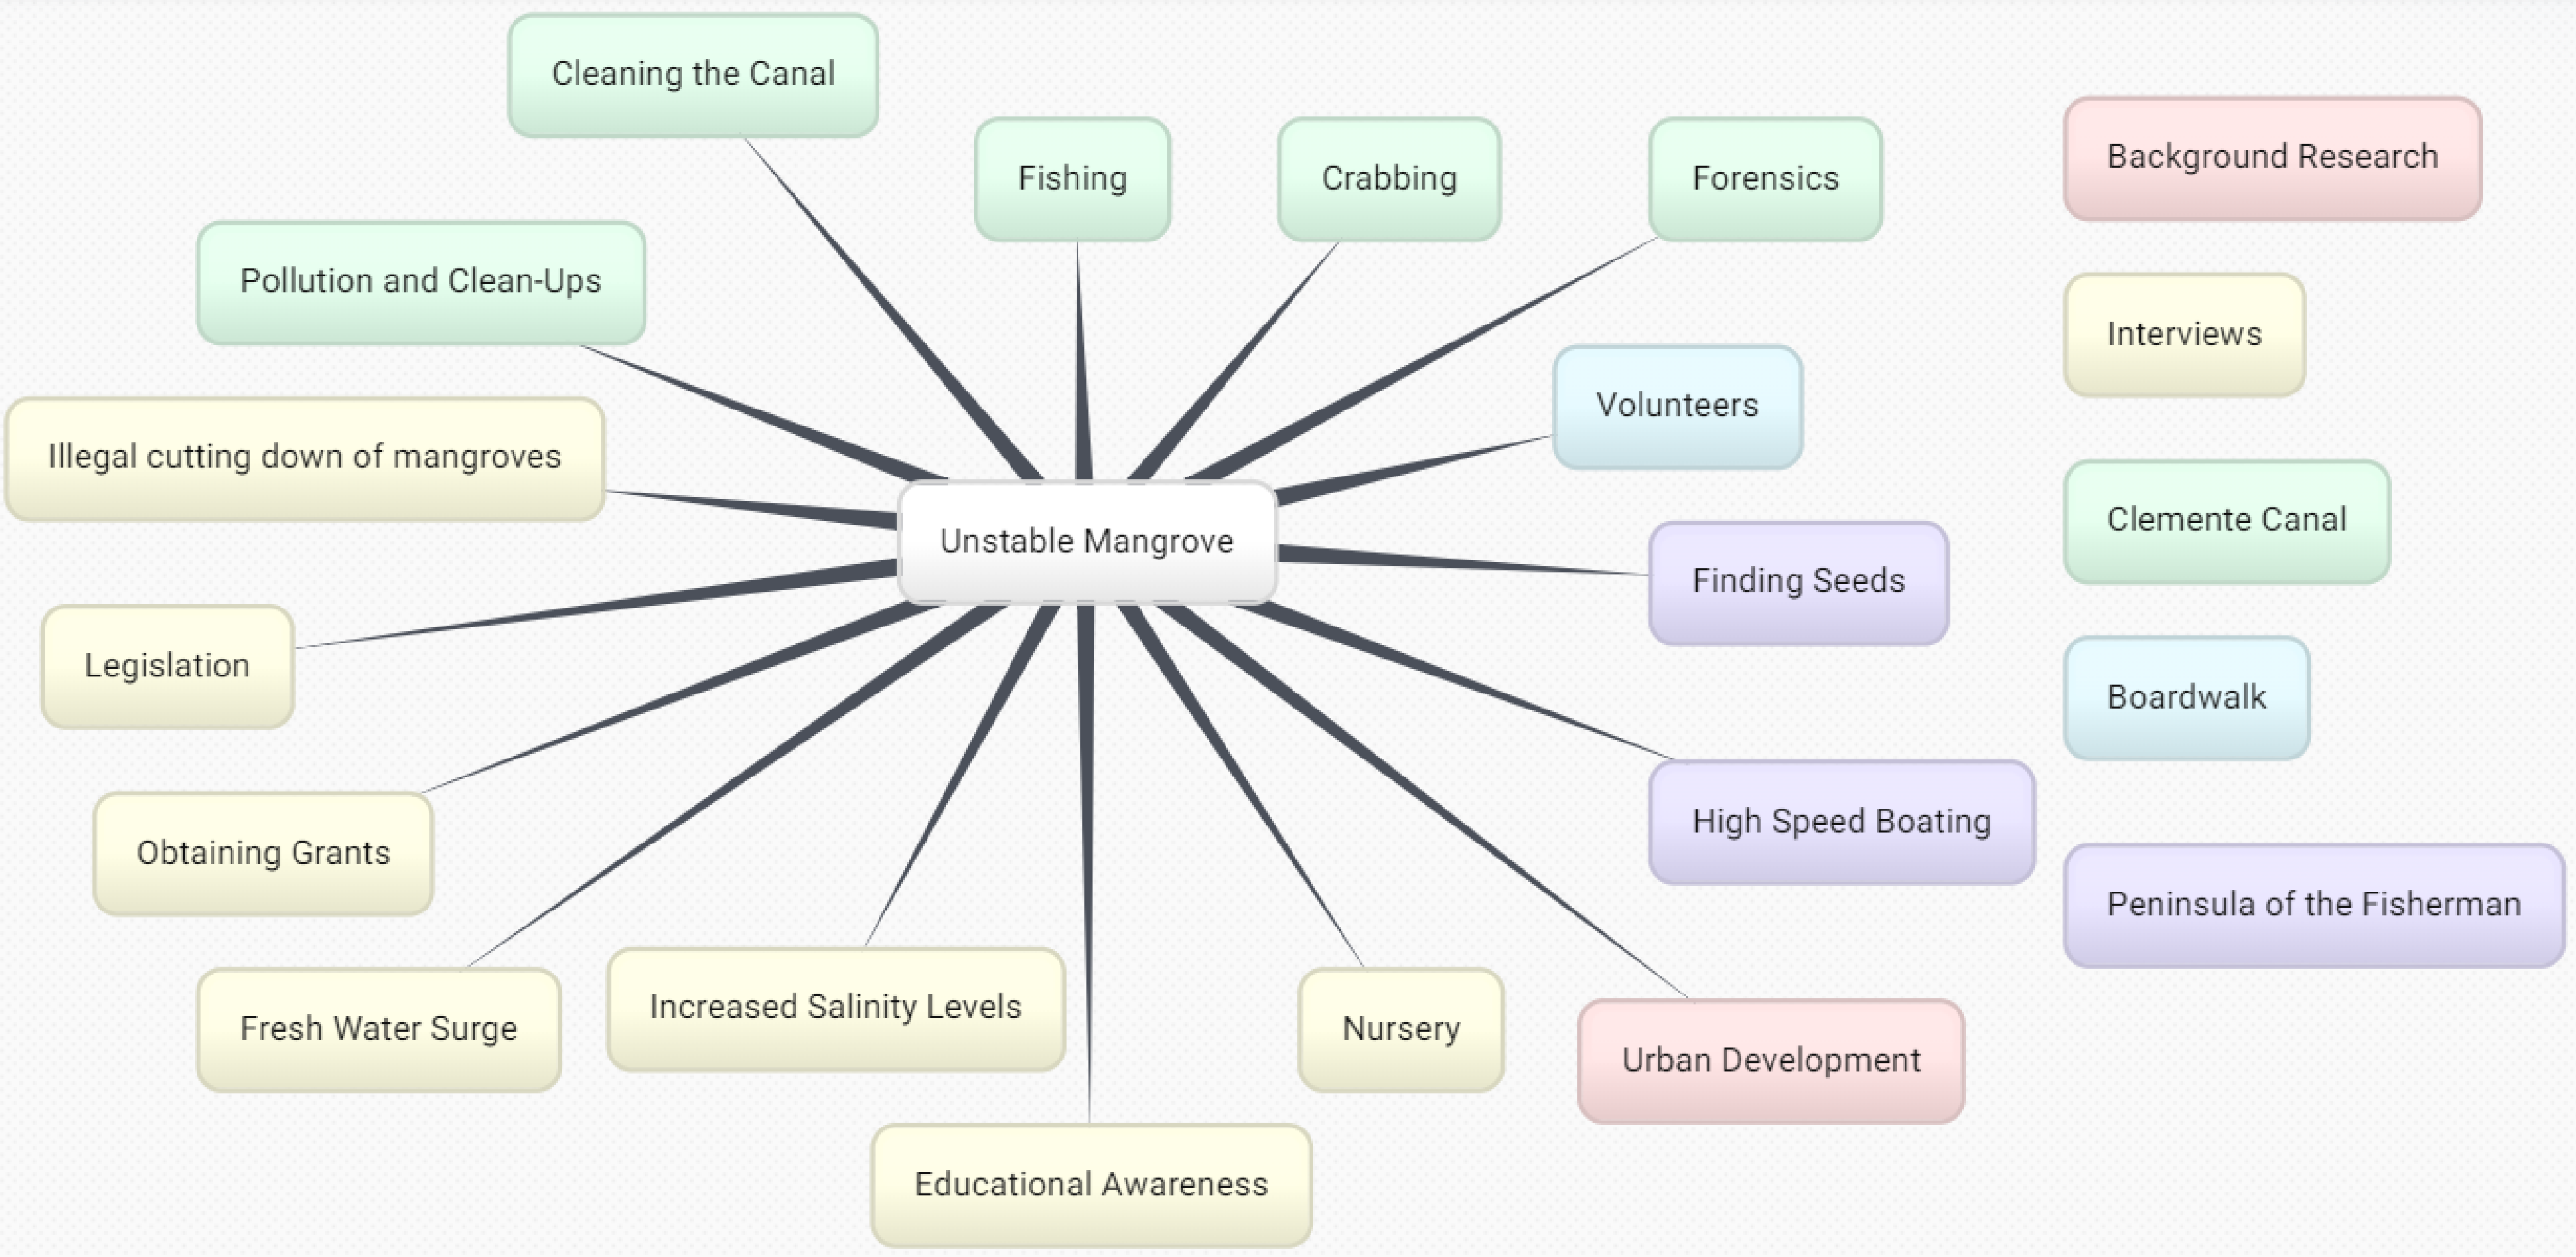 Cleaning the Canal
Fishing
Crabbing
Forensics
Background Research
Pollution and Clean-Ups
Interviews
Volunteers
Illegal cutting down of mangroves
Unstable Mangrove
Clemente Canal
Finding Seeds
Legislation
Boardwalk
High Speed Boating
Obtaining Grants
Peninsula of the Fisherman
Fresh Water Surge
Increased Salinity Levels
Nursery
Urban Development
Educational Awareness